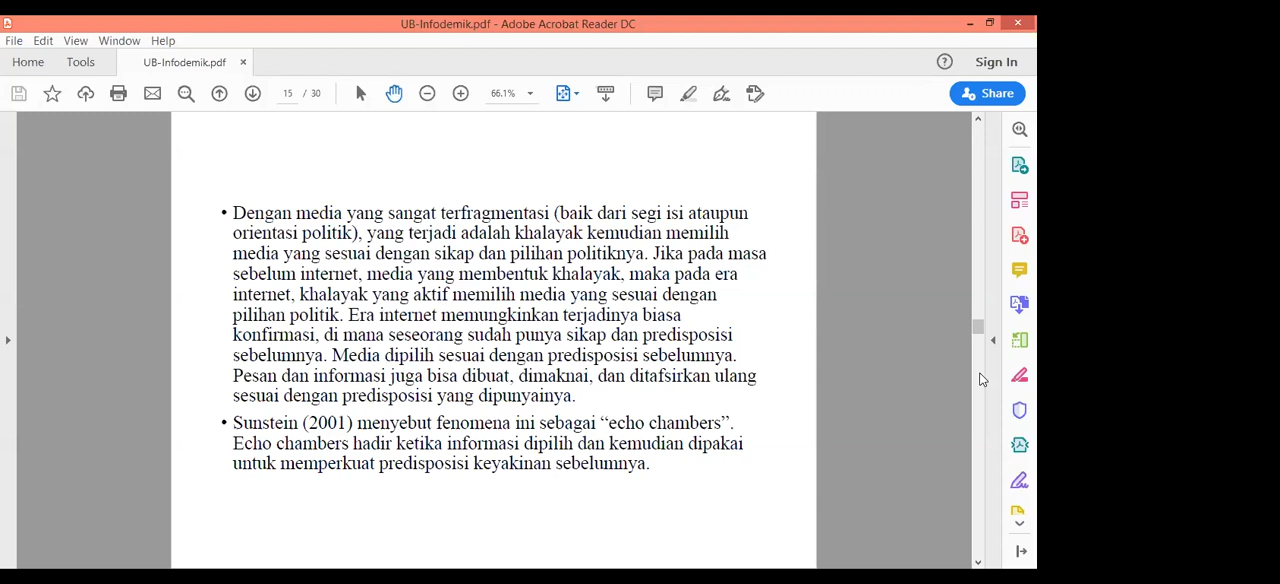 UB-Infodemik.pdf - Adobe Acrobat Reader DC
File Edit View Window Help
Home Tools UB-Infodemik.pdf × ? Sign In
15 / 30 66.1% Share
• Dengan media yang sangat terfragmentasi (baik dari segi isi ataupun
orientasi politik), yang terjadi adalah khalayak kemudian memilih
media yang sesuai dengan sikap dan pilihan politiknya. Jika pada masa
sebelum internet, media yang membentuk khalayak, maka pada era
internet, khalayak yang aktif memilih media yang sesuai dengan
pilihan politik. Era internet memungkinkan terjadinya biasa
konfirmasi, di mana seseorang sudah punya sikap dan predisposisi
sebelumnya. Media dipilih sesuai dengan predisposisi sebelumnya.
Pesan dan informasi juga bisa dibuat, dimaknai, dan ditafsirkan ulang
sesuai dengan predisposisi yang dipunyainya.
• Sunstein (2001) menyebut fenomena ini sebagai “echo chambers”.
Echo chambers hadir ketika informasi dipilih dan kemudian dipakai
untuk memperkuat predisposisi keyakinan sebelumnya.